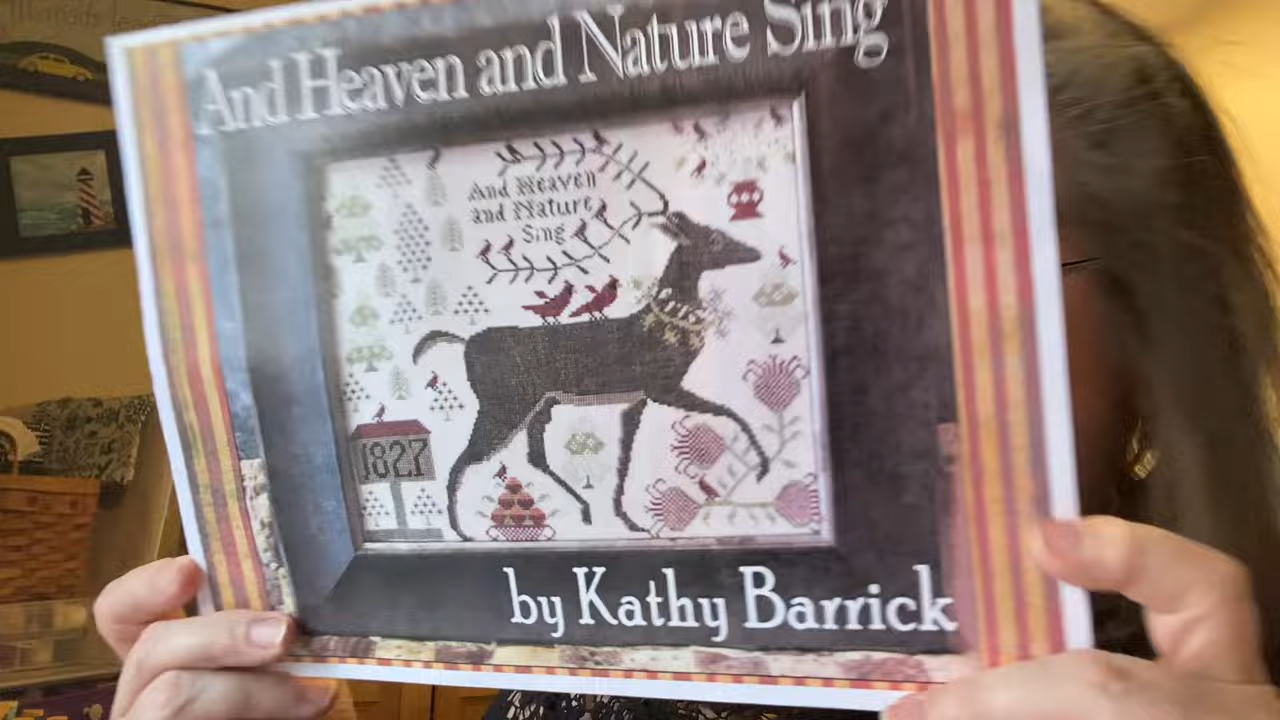 And Heaven and Nature Sing
And Heaven
and Nature
Sing
1827
by Kathy Barrick